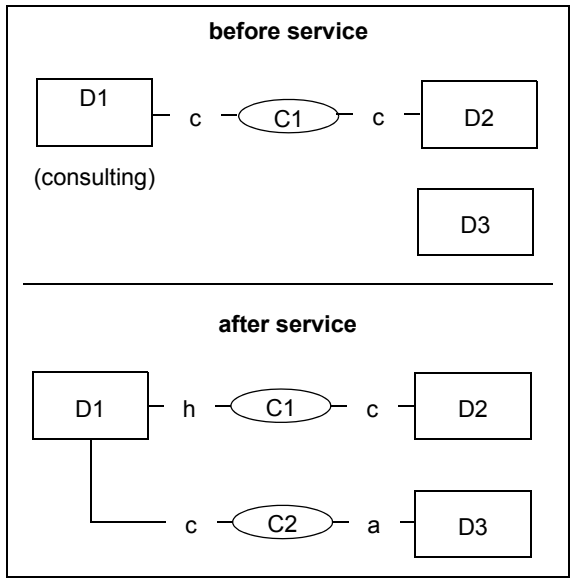 before service
D1 c C1 c D2
(consulting)
D3
after service
D1 h C1 c D2
c C2 a D3